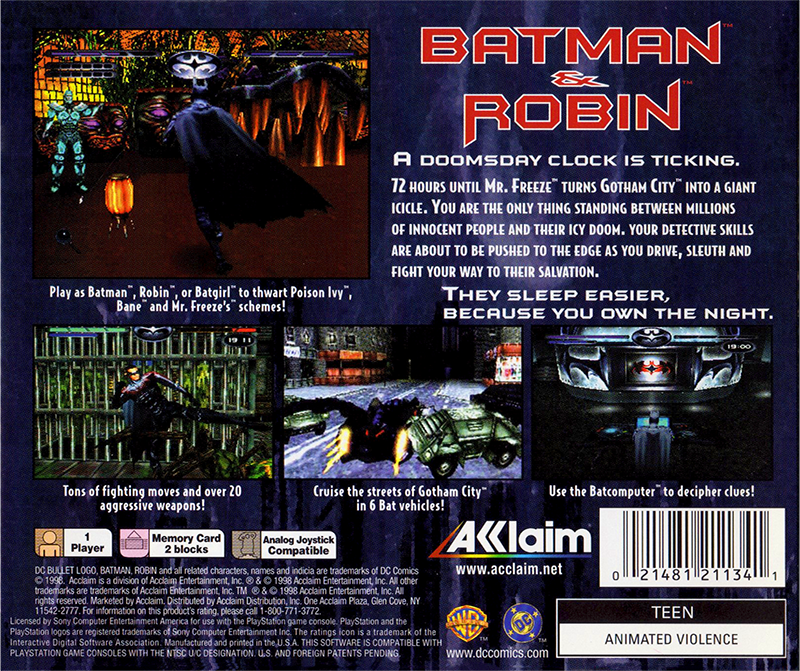 BATMAN™
&
ROBIN™
A DOOMSDAY CLOCK IS TICKING.
72 HOURS UNTIL MR. FREEZE™ TURNS GOTHAM CITY™ INTO A GIANT
ICICLE. YOU ARE THE ONLY THING STANDING BETWEEN MILLIONS
OF INNOCENT PEOPLE AND THEIR ICY DOOM. YOUR DETECTIVE SKILLS
ARE ABOUT TO BE PUSHED TO THE EDGE AS YOU DRIVE, SLEUTH AND
FIGHT YOUR WAY TO THEIR SALVATION.
THEY SLEEP EASIER,
BECAUSE YOU OWN THE NIGHT.
Play as Batman™, Robin™, or Batgirl™ to thwart Poison Ivy™,
Bane™ and Mr. Freeze's™ schemes!
19:11
19:00
Tons of fighting moves and over 20
aggressive weapons!
Cruise the streets of Gotham City™
in 6 Bat vehicles!
Use the Batcomputer™ to decipher clues!
1
Player
Memory Card
2 blocks
Analog Joystick
Compatible
AKklaim
www.acclaim.net
0 21481 21134 1
DC BULLET LOGO, BATMAN, ROBIN and all related characters, names and indicia are trademarks of DC Comics
© 1998. Acclaim is a division of Acclaim Entertainment, Inc. ® & © 1998 Acclaim Entertainment, Inc. All other
trademarks are trademarks of Acclaim Entertainment, Inc. TM ® & © 1998 Acclaim Entertainment, Inc. All
rights reserved. Marketed by Acclaim. Distributed by Acclaim Distribution, Inc. One Acclaim Plaza, Glen Cove, NY
11542-2777. For information on this product's rating, please call 1-800-771-3772.
Licensed by Sony Computer Entertainment America for use with the PlayStation game console. PlayStation and the
PlayStation logos are registered trademarks of Sony Computer Entertainment Inc. The ratings icon is a trademark of the
Interactive Digital Software Association. Manufactured and printed in the U.S.A. THIS SOFTWARE IS COMPATIBLE WITH
PLAYSTATION GAME CONSOLES WITH THE NTSC U/C DESIGNATION. U.S. AND FOREIGN PATENTS PENDING.
WB™
DC™
www.dccomics.com
TEEN
ANIMATED VIOLENCE